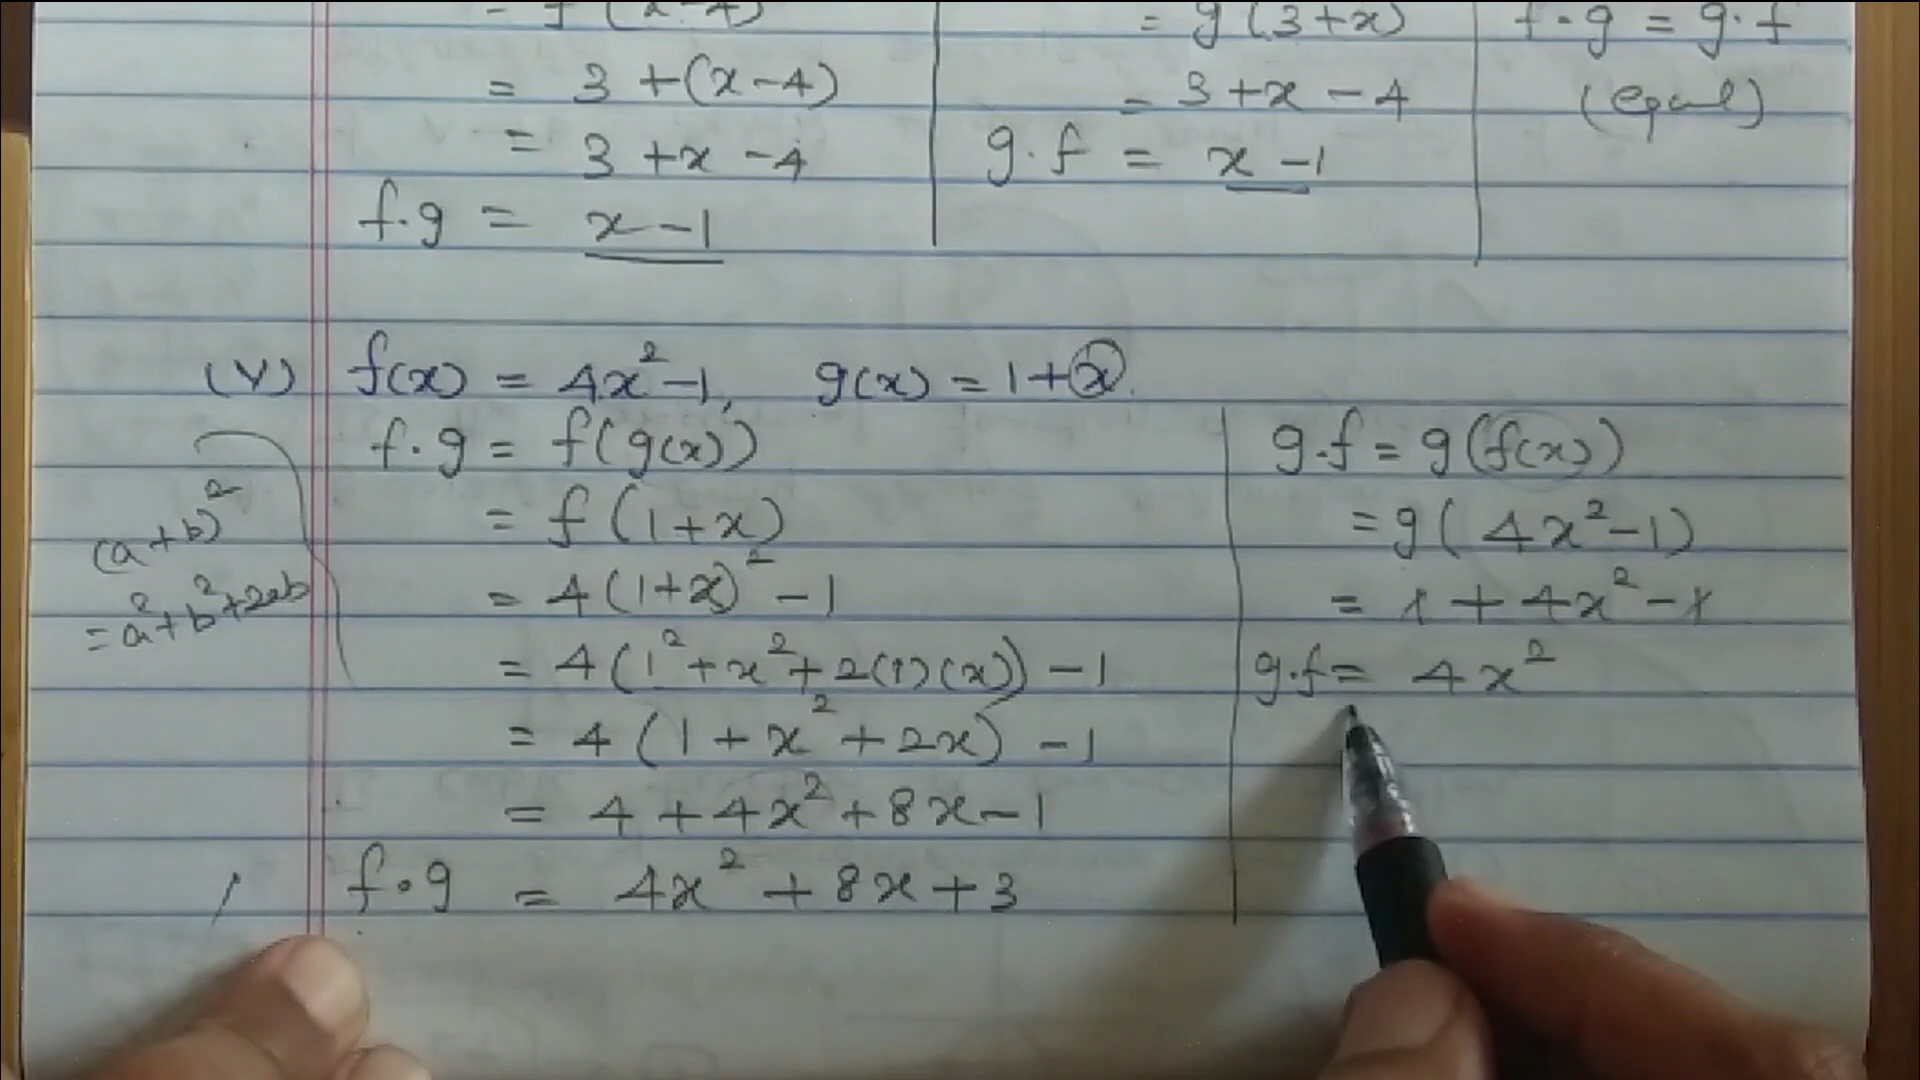 = f(x-4)
= 3 +(x-4)
= 3 +x -4
f.g = x-1
= g(3+x)
= 3+x-4
g.f = x-1
f.g = g.f
(equal)
(V) f(x) = 4x²-1, g(x) = 1+x.
f.g = f(g(x))
= f(1+x)
= 4(1+x)² -1
= 4(1²+x²+2(1)(x)) -1
= 4(1+x²+2x) -1
= 4+4x²+8x-1
f.g = 4x²+8x+3
(a+b)²
=a²+b²+2ab
g.f = g(f(x))
=g(4x²-1)
= 1+4x²-1
g.f= 4x²